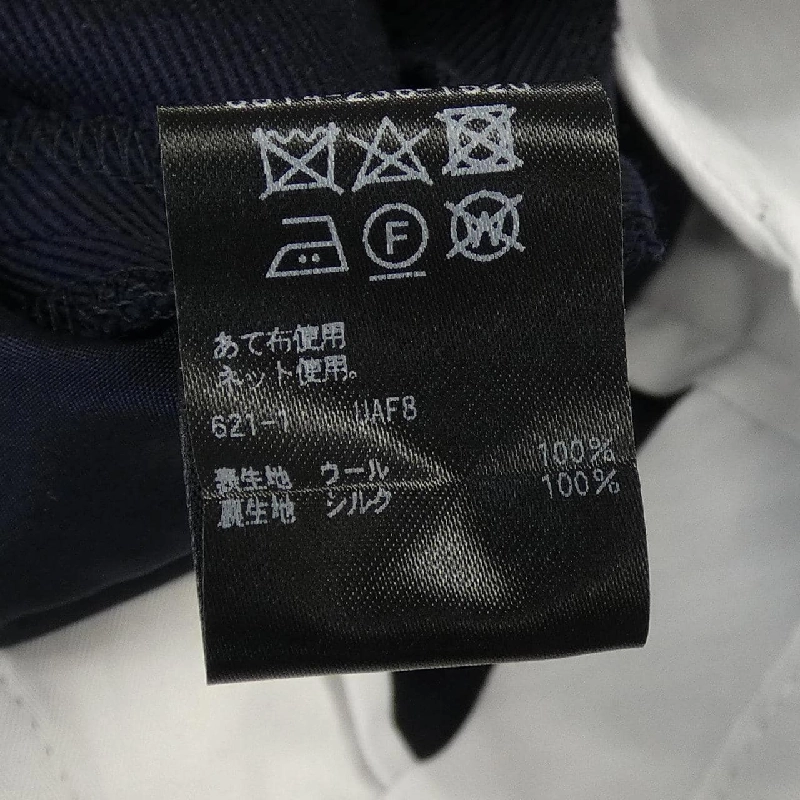 F W
あて布使用
ネット使用。
621-1 UAF8
表生地 ウール 100%
裏生地 シルク 100%